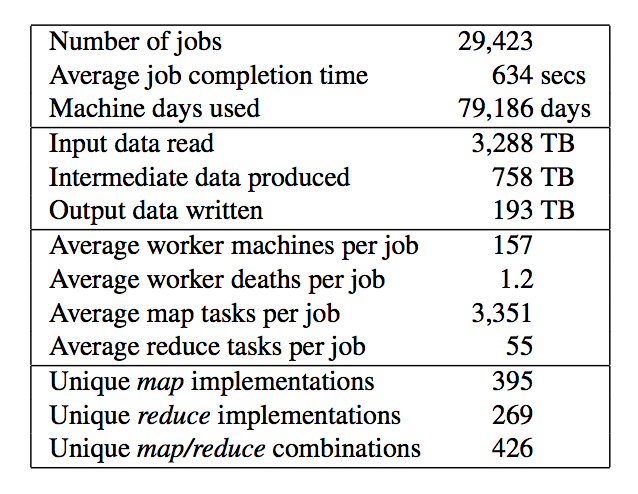 Number of jobs 29,423
Average job completion time 634 secs
Machine days used 79,186 days
Input data read 3,288 TB
Intermediate data produced 758 TB
Output data written 193 TB
Average worker machines per job 157
Average worker deaths per job 1.2
Average map tasks per job 3,351
Average reduce tasks per job 55
Unique map implementations 395
Unique reduce implementations 269
Unique map/reduce combinations 426